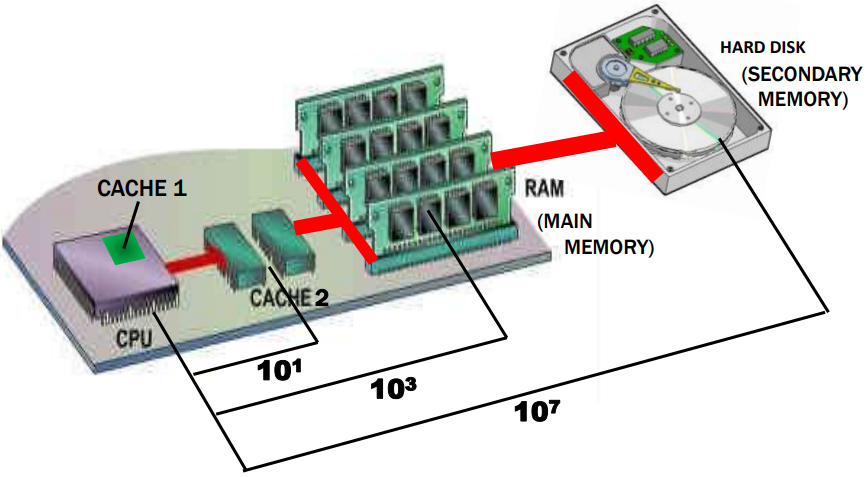 HARD DISK
(SECONDARY
MEMORY)
CACHE 1
RAM
(MAIN
MEMORY)
CACHE 2
CPU
10¹
10³
10⁷